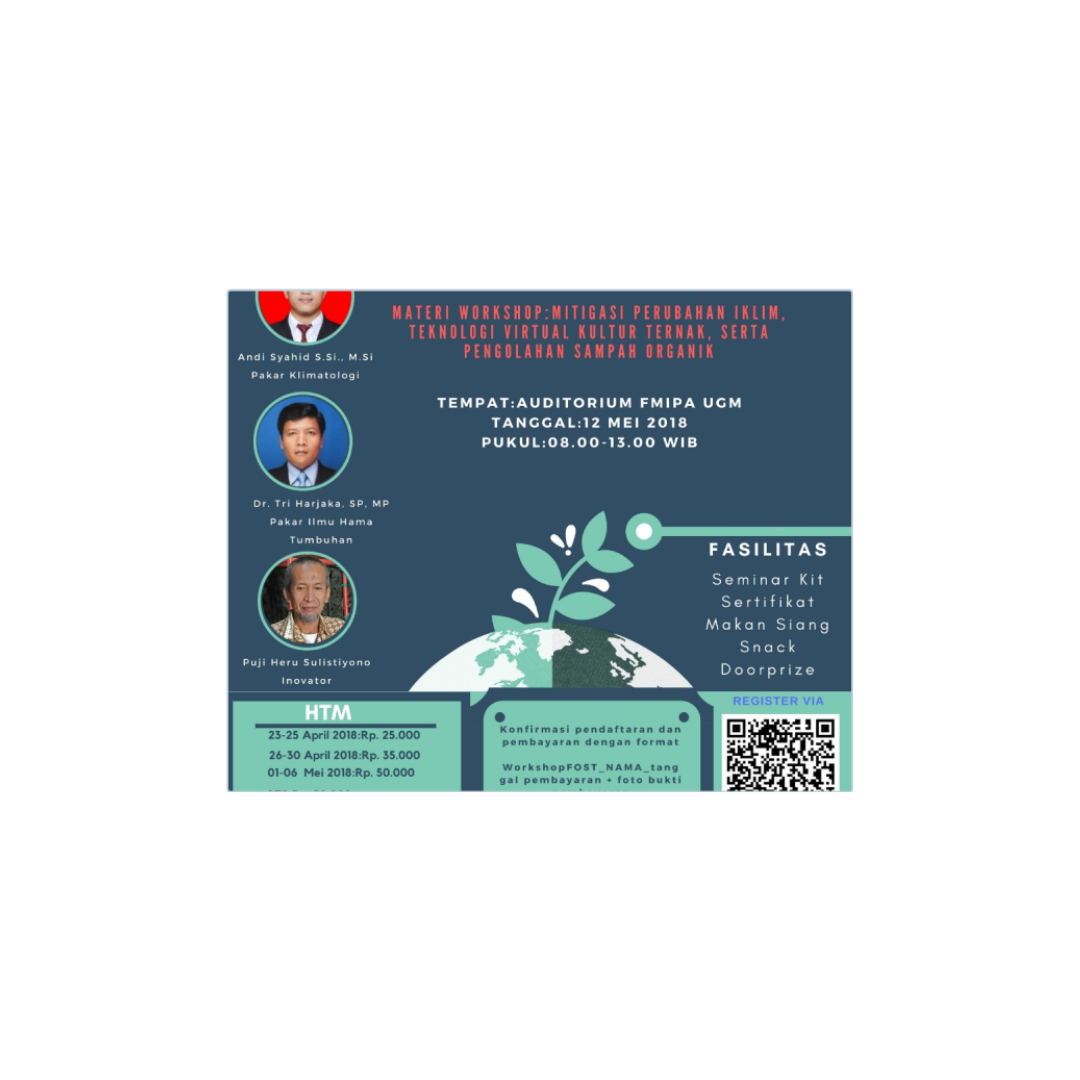 MATERI WORKSHOP:MITIGASI PERUBAHAN IKLIM,
TEKNOLOGI VIRTUAL KULTUR TERNAK, SERTA
PENGOLAHAN SAMPAH ORGANIK
Andi Syahid S.Si., M.Si
Pakar Klimatologi
TEMPAT:AUDITORIUM FMIPA UGM
TANGGAL:12 MEI 2018
PUKUL:08.00-13.00 WIB
Dr. Tri Harjaka, SP, MP
Pakar Ilmu Hama
Tumbuhan
Puji Heru Sulistiyono
Inovator
FASILITAS
Seminar Kit
Sertifikat
Makan Siang
Snack
Doorprize
HTM
23-25 April 2018:Rp. 25.000
26-30 April 2018:Rp. 35.000
01-06 Mei 2018:Rp. 50.000
Konfirmasi pendaftaran dan
pembayaran dengan format
WorkshopFOST_NAMA_tang
gal pembayaran + foto bukti
REGISTER VIA